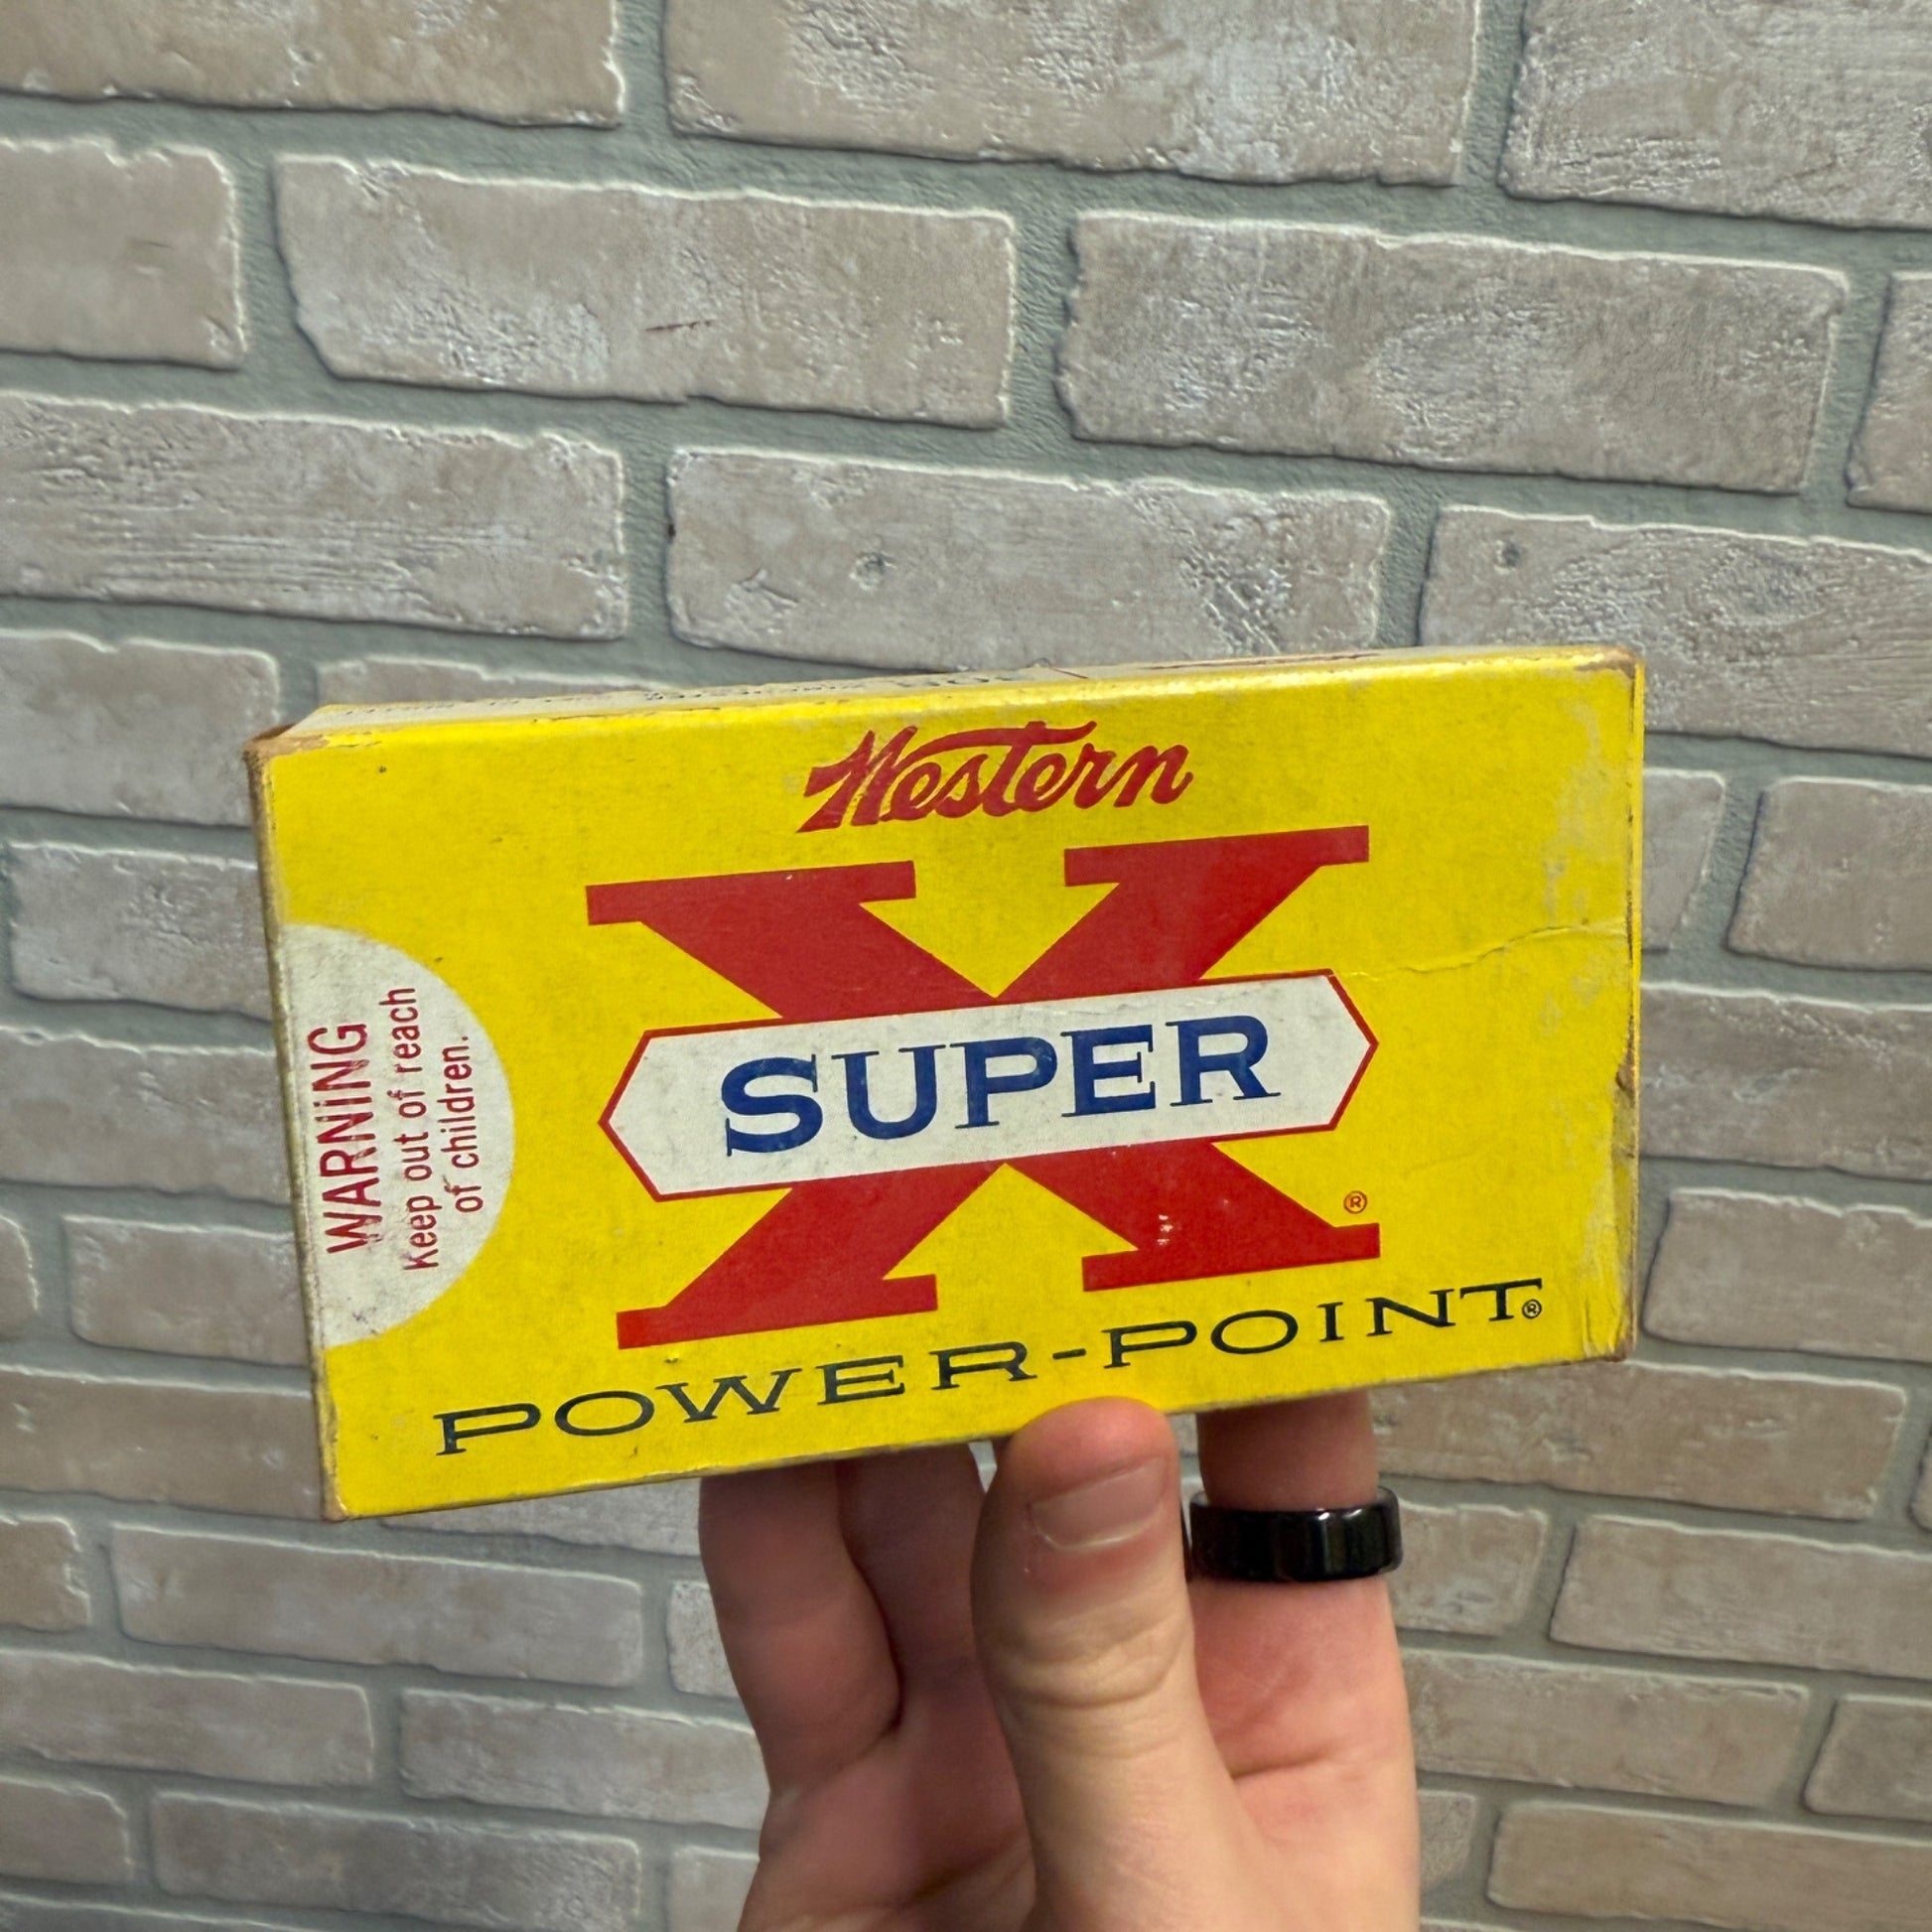 Western
X
SUPER
®
POWER-POINT®
WARNING
Keep out of reach
of children.